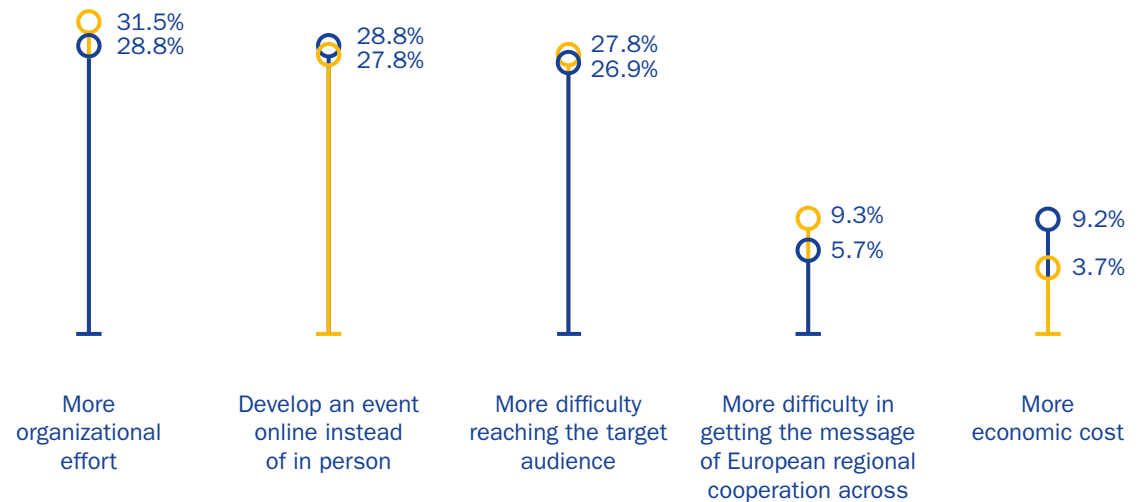 31.5%
28.8%
28.8%
27.8%
27.8%
26.9%
9.3%
5.7%
9.2%
3.7%
More
organizational
effort
Develop an event
online instead
of in person
More difficulty
reaching the target
audience
More difficulty in
getting the message
of European regional
cooperation across
More
economic cost